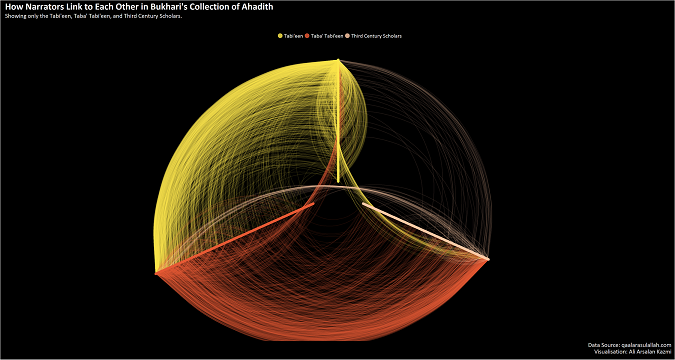 How Narrators Link to Each Other in Bukhari's Collection of Ahadith
Showing only the Tabi'een, Taba' Tabi'een, and Third Century Scholars.
Tabi'een Taba' Tabi'een Third Century Scholars
Data Source: qaalarasulallah.com
Visualisation: Ali Arsalan Kazmi